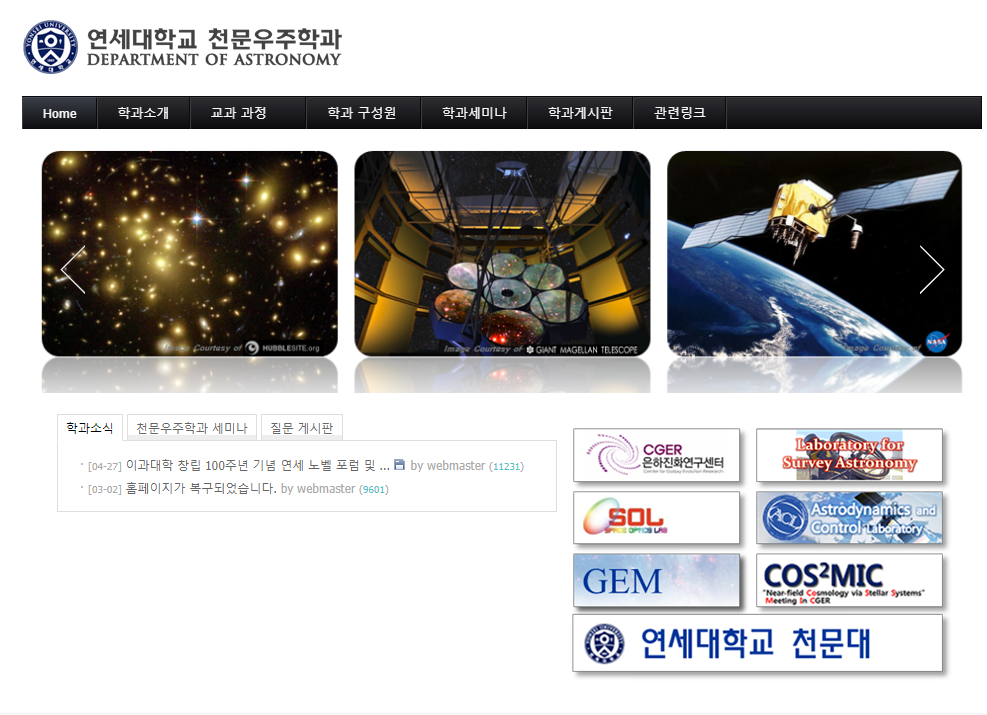 연세대학교 천문우주학과
DEPARTMENT OF ASTRONOMY
Home 학과소개 교과 과정 학과 구성원 학과세미나 학과게시판 관련링크
Image Courtesy of HUBBLESITE.org
Image Courtesy of GIANT MAGELLAN TELESCOPE
Image Courtesy of NASA
학과소식 천문우주학과 세미나 질문 게시판
[04-27] 이과대학 창립 100주년 기념 연세 노벨 포럼 및 ... by webmaster (11231)
[03-02] 홈페이지가 복구되었습니다. by webmaster (9601)
CGER
은하진화연구센터
Center for Galaxy Evolution Research
Laboratory for
Survey Astronomy
SOL
SPACE OPTICS LAB
ACL
Astrodynamics and
Control Laboratory
GEM
COS²MIC
"Near-field Cosmology via Stellar Systems"
Meeting In CGER
연세대학교 천문대